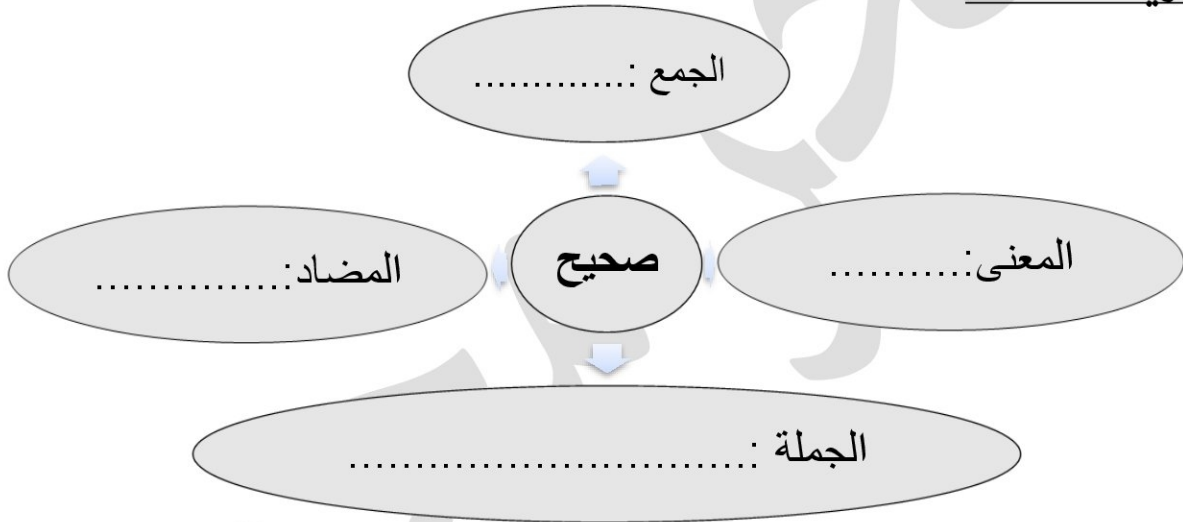 الجمع :..............
المعنى:...........
صحيح
المضاد:...............
الجملة :...............................